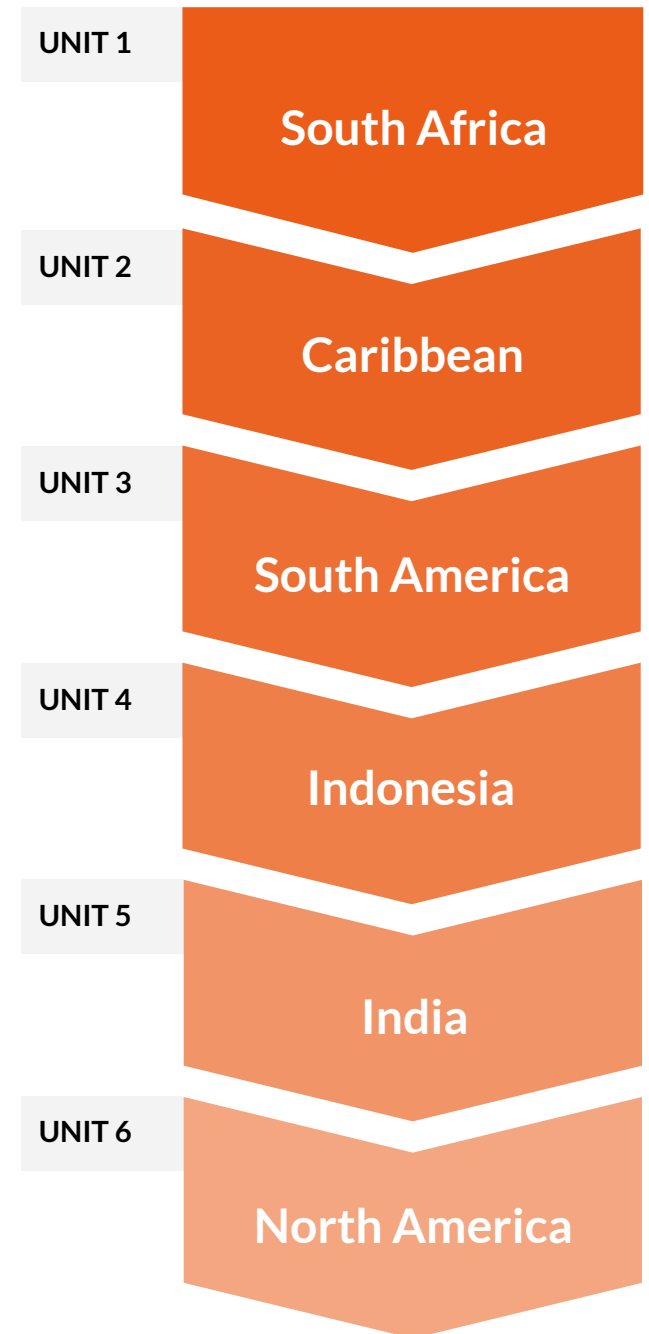 UNIT 1
South Africa
UNIT 2
Caribbean
UNIT 3
South America
UNIT 4
Indonesia
UNIT 5
India
UNIT 6
North America